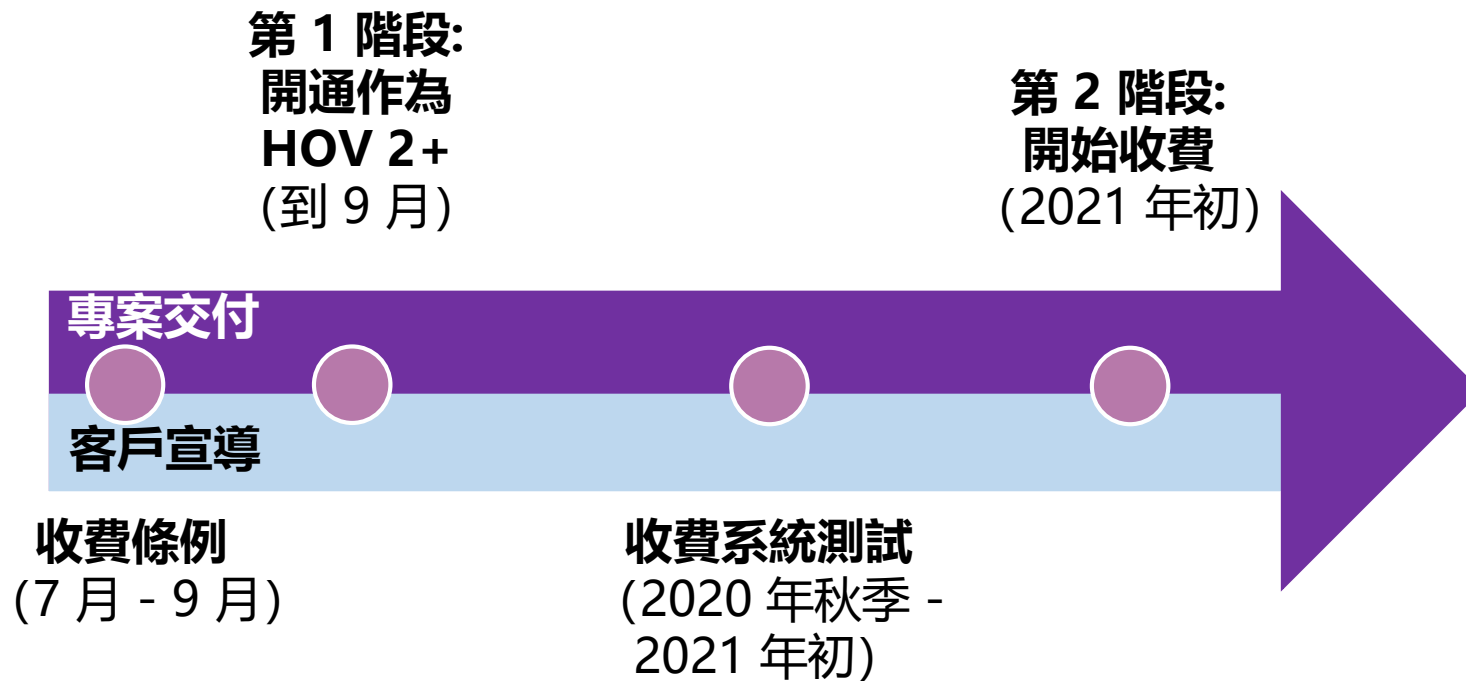 第 1 階段:
開通作為
HOV 2+
(到 9 月)
第 2 階段:
開始收費
(2021 年初)
專案交付
客戶宣導
收費條例
(7 月 - 9 月)
收費系統測試
(2020 年秋季 -
2021 年初)